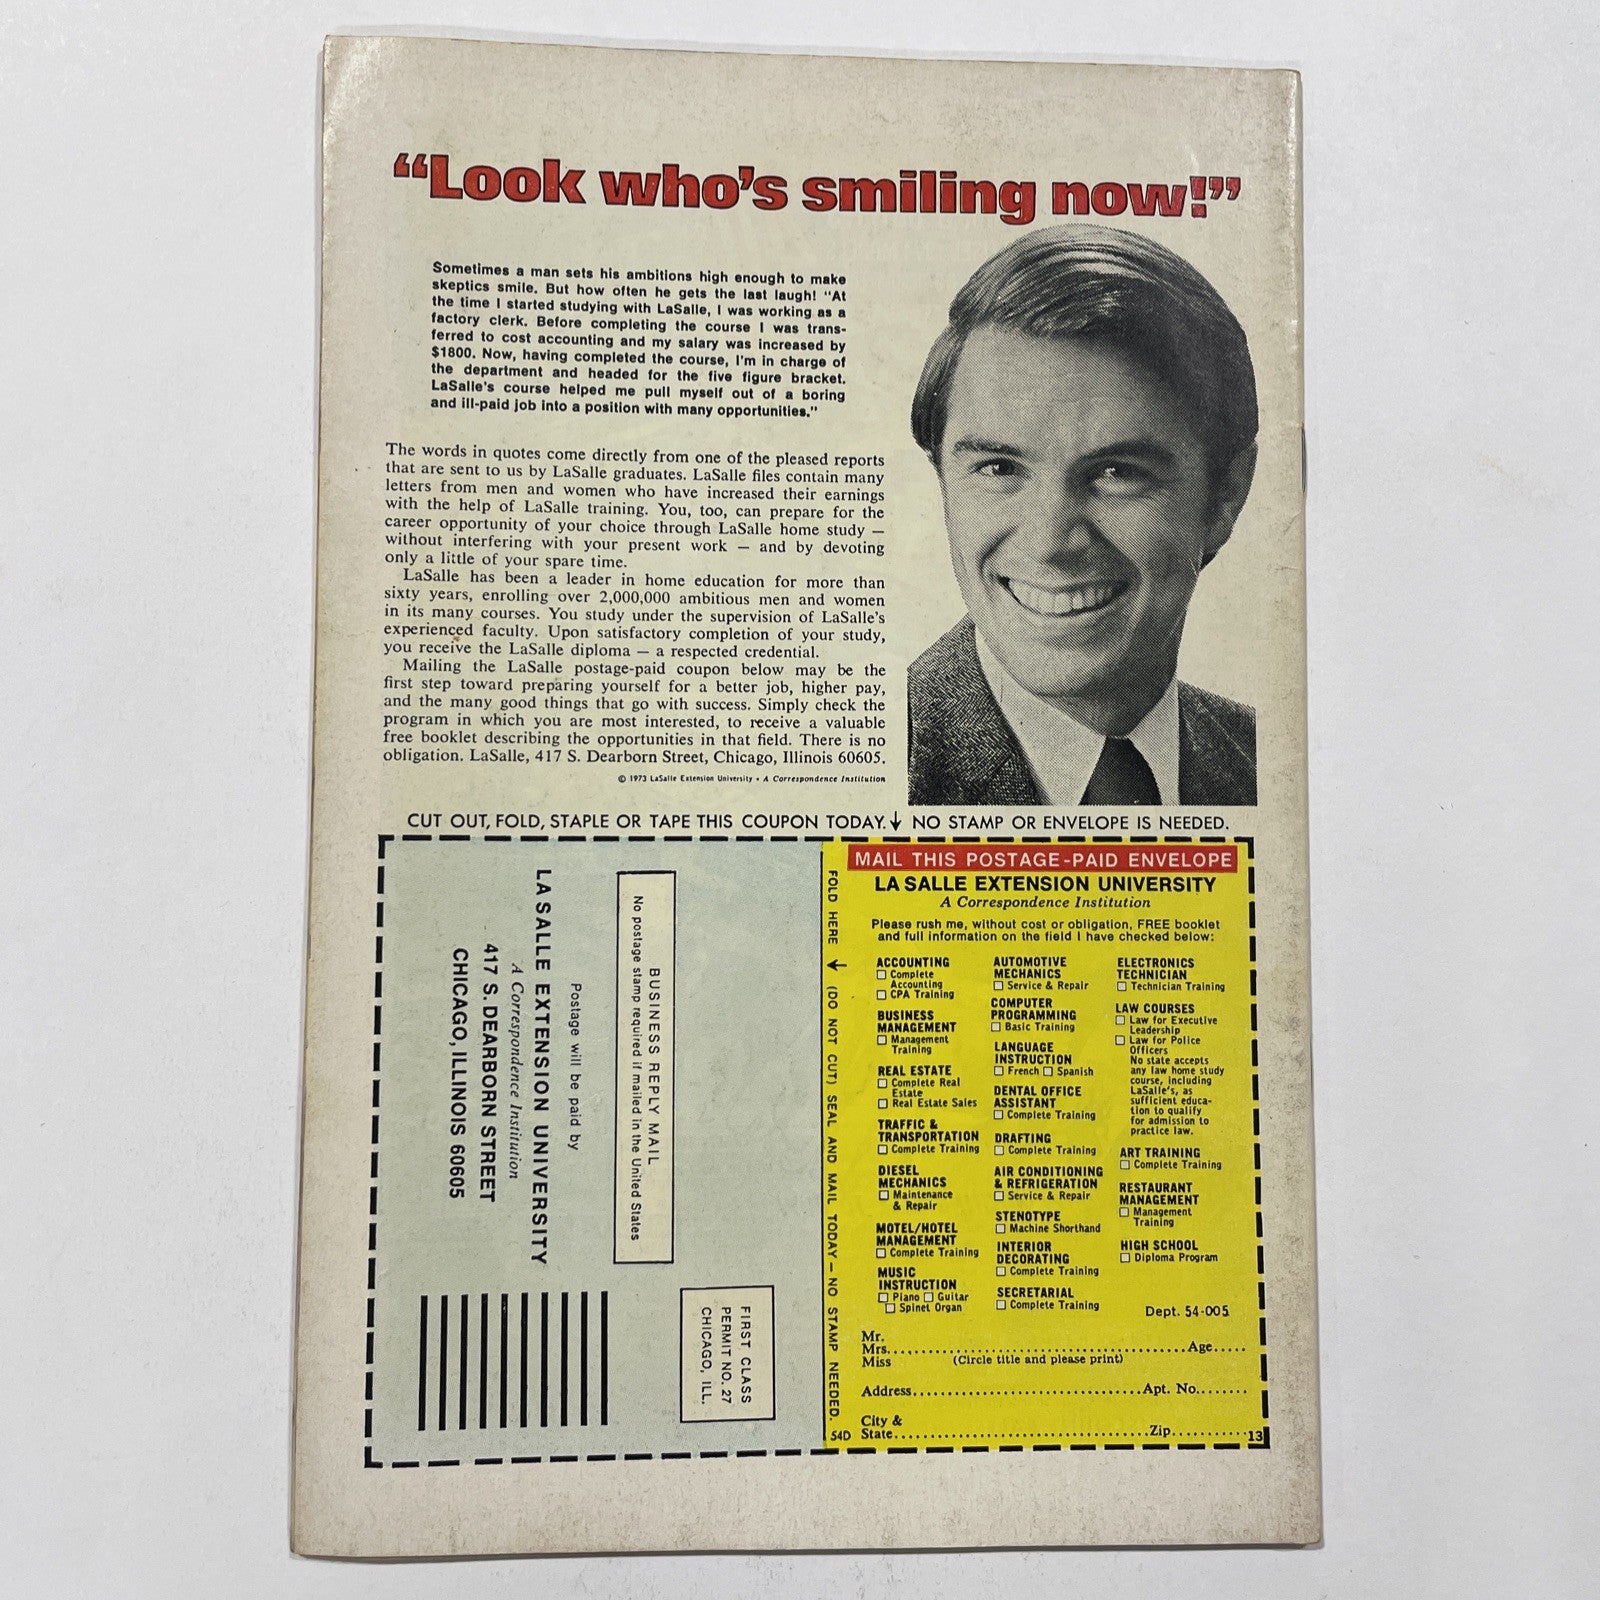 “Look who’s smiling now!”
Sometimes a man sets his ambitions high enough to make
skeptics smile. But how often he gets the last laugh! "At
the time I started studying with LaSalle, I was working as a
factory clerk. Before completing the course I was trans-
ferred to cost accounting and my salary was increased by
$1800. Now, having completed the course, I'm in charge of
the department and headed for the five figure bracket.
LaSalle's course helped me pull myself out of a boring
and ill-paid job into a position with many opportunities."
The words in quotes come directly from one of the pleased reports
that are sent to us by LaSalle graduates. LaSalle files contain many
letters from men and women who have increased their earnings
with the help of LaSalle training. You, too, can prepare for the
career opportunity of your choice through LaSalle home study —
without interfering with your present work — and by devoting
only a little of your spare time.
LaSalle has been a leader in home education for more than
sixty years, enrolling over 2,000,000 ambitious men and women
in its many courses. You study under the supervision of LaSalle's
experienced faculty. Upon satisfactory completion of your study,
you receive the LaSalle diploma — a respected credential.
Mailing the LaSalle postage-paid coupon below may be the
first step toward preparing yourself for a better job, higher pay,
and the many good things that go with success. Simply check the
program in which you are most interested, to receive a valuable
free booklet describing the opportunities in that field. There is no
obligation. LaSalle, 417 S. Dearborn Street, Chicago, Illinois 60605.
© 1973 LaSalle Extension University • A Correspondence Institution
CUT OUT, FOLD, STAPLE OR TAPE THIS COUPON TODAY. ↓ NO STAMP OR ENVELOPE IS NEEDED.
FIRST CLASS
PERMIT NO. 27
CHICAGO, ILL.
BUSINESS REPLY MAIL
No postage stamp required if mailed in the United States
Postage will be paid by
LA SALLE EXTENSION UNIVERSITY
A Correspondence Institution
417 S. DEARBORN STREET
CHICAGO, ILLINOIS 60605
FOLD HERE ↓ (DO NOT CUT) SEAL AND MAIL TODAY — NO STAMP NEEDED.
MAIL THIS POSTAGE-PAID ENVELOPE
LA SALLE EXTENSION UNIVERSITY
A Correspondence Institution
Please rush me, without cost or obligation, FREE booklet
and full information on the field I have checked below:
ACCOUNTING
☐ Complete
Accounting
☐ CPA Training
BUSINESS
MANAGEMENT
☐ Management
Training
REAL ESTATE
☐ Complete Real
Estate
☐ Real Estate Sales
TRAFFIC &
TRANSPORTATION
☐ Complete Training
DIESEL
MECHANICS
☐ Maintenance
& Repair
MOTEL/HOTEL
MANAGEMENT
☐ Complete Training
MUSIC
INSTRUCTION
☐ Piano ☐ Guitar
☐ Spinet Organ
AUTOMOTIVE
MECHANICS
☐ Service & Repair
COMPUTER
PROGRAMMING
☐ Basic Training
LANGUAGE
INSTRUCTION
☐ French ☐ Spanish
DENTAL OFFICE
ASSISTANT
☐ Complete Training
DRAFTING
☐ Complete Training
AIR CONDITIONING
& REFRIGERATION
☐ Service & Repair
STENOTYPE
☐ Machine Shorthand
INTERIOR
DECORATING
☐ Complete Training
SECRETARIAL
☐ Complete Training
ELECTRONICS
TECHNICIAN
☐ Technician Training
LAW COURSES
☐ Law for Executive
Leadership
☐ Law for Police
Officers
No state accepts
any law home study
course, including
LaSalle's, as
sufficient educa-
tion to qualify
for admission to
practice law.
ART TRAINING
☐ Complete Training
RESTAURANT
MANAGEMENT
☐ Management
Training
HIGH SCHOOL
☐ Diploma Program
Dept. 54-005
Mr.
Mrs. Age
Miss (Circle title and please print)
Address Apt. No.
City &
State Zip
54D
13